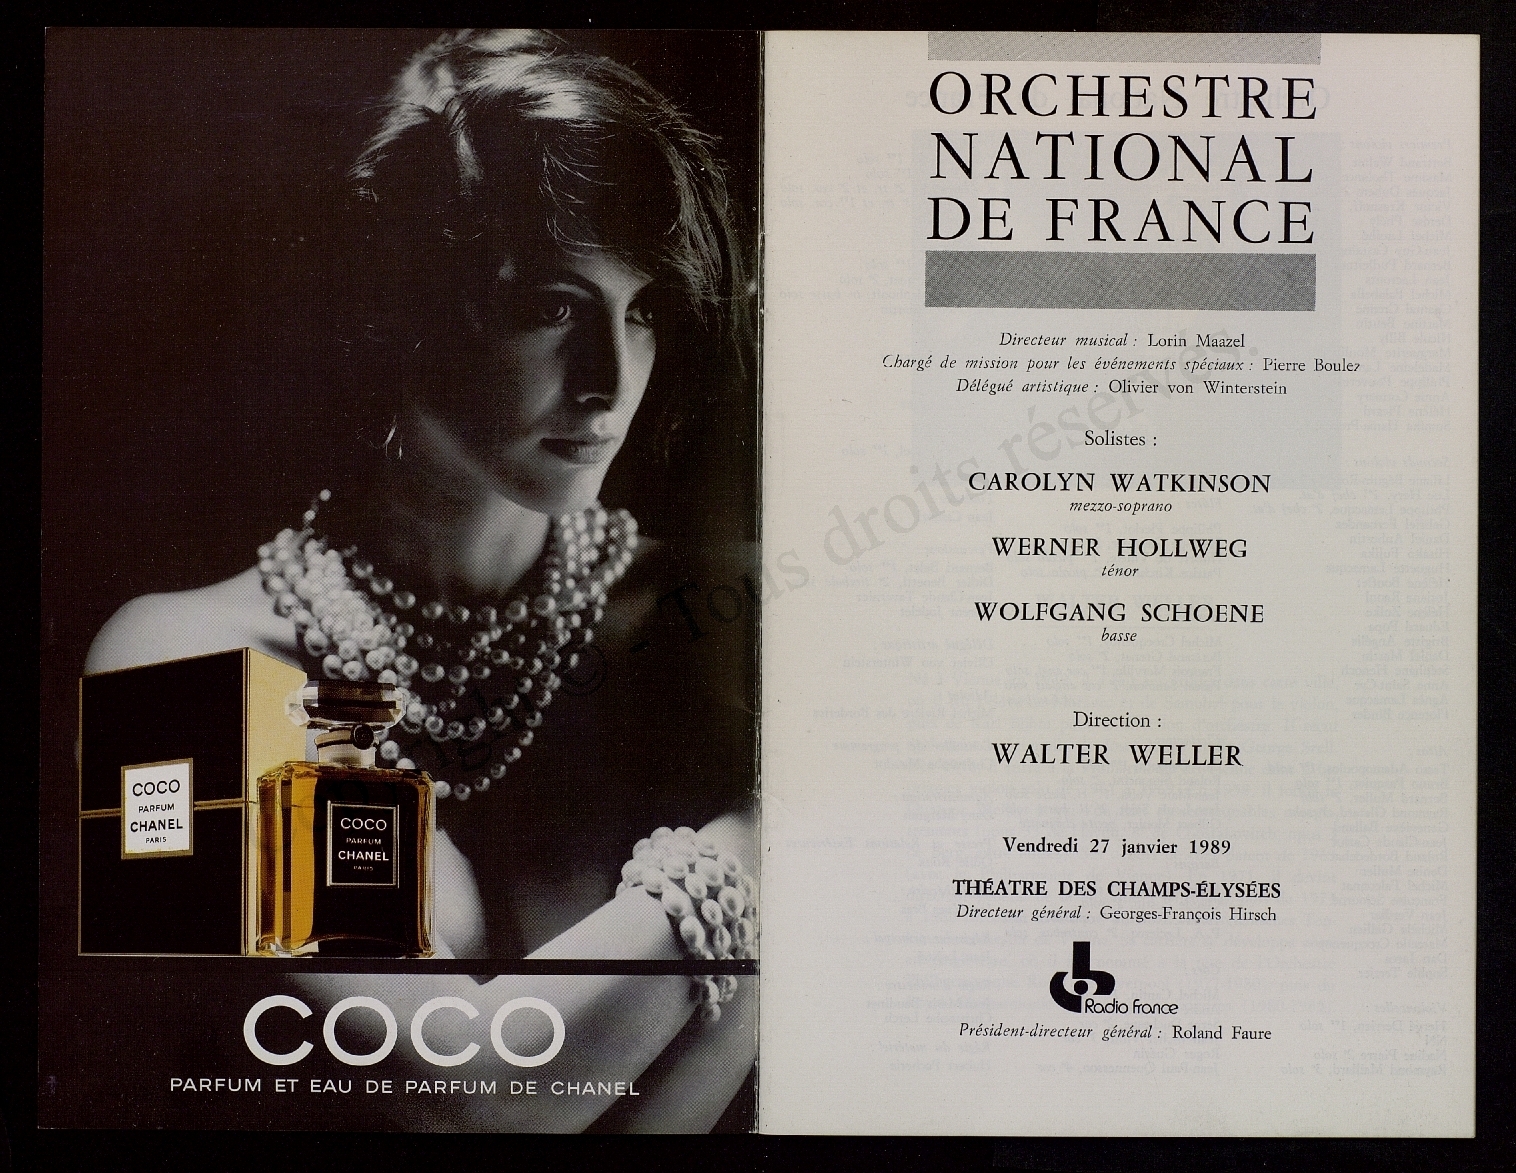 COCO
PARFUM
CHANEL
PARIS
COCO
PARFUM
CHANEL
PARIS
COCO
PARFUM ET EAU DE PARFUM DE CHANEL
ORCHESTRE
NATIONAL
DE FRANCE
Directeur musical : Lorin Maazel
Chargé de mission pour les événements spéciaux : Pierre Boulez
Délégué artistique : Olivier von Winterstein
Solistes :
CAROLYN WATKINSON
mezzo-soprano
WERNER HOLLWEG
ténor
WOLFGANG SCHOENE
basse
Direction :
WALTER WELLER
Vendredi 27 janvier 1989
THÉATRE DES CHAMPS-ÉLYSÉES
Directeur général : Georges-François Hirsch
Radio France
Président-directeur général : Roland Faure
© - Tous droits réservés.